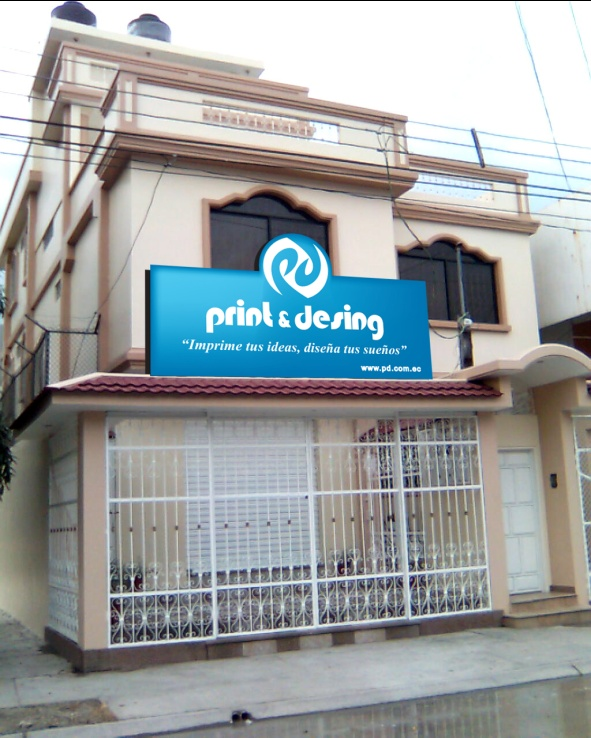 print & desing
“Imprime tus ideas, diseña tus sueños”
www.pd.com.ec